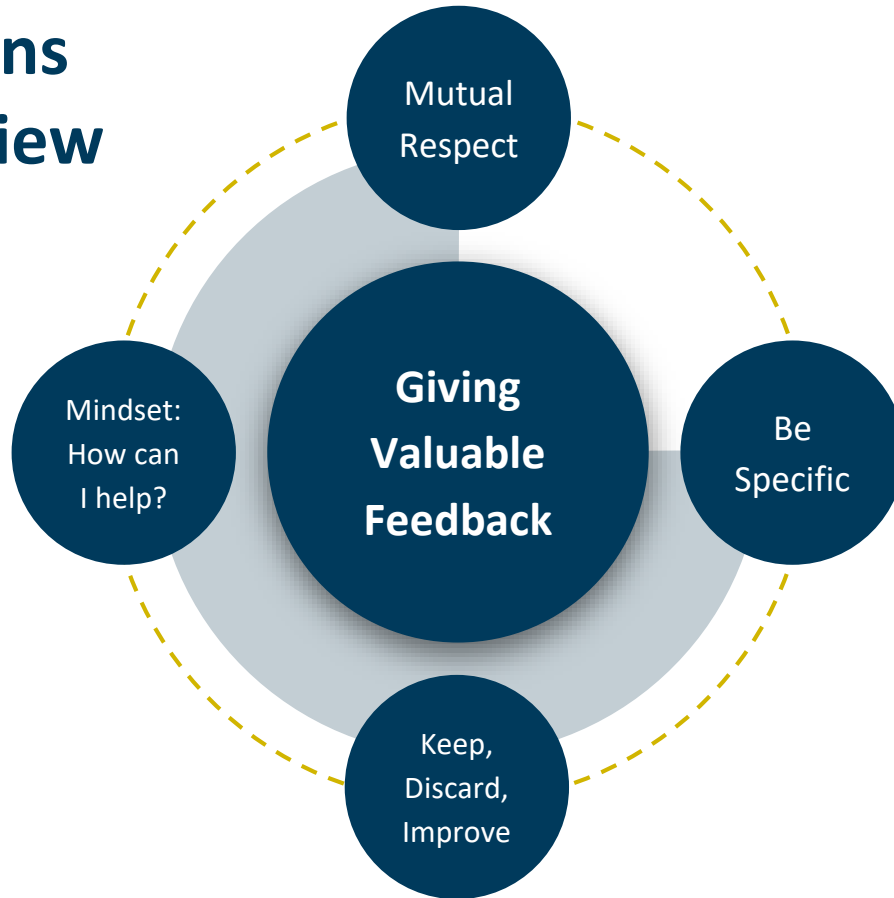 ns
iew
Mutual
Respect
Mindset:
How can
I help?
Giving
Valuable
Feedback
Be
Specific
Keep,
Discard,
Improve